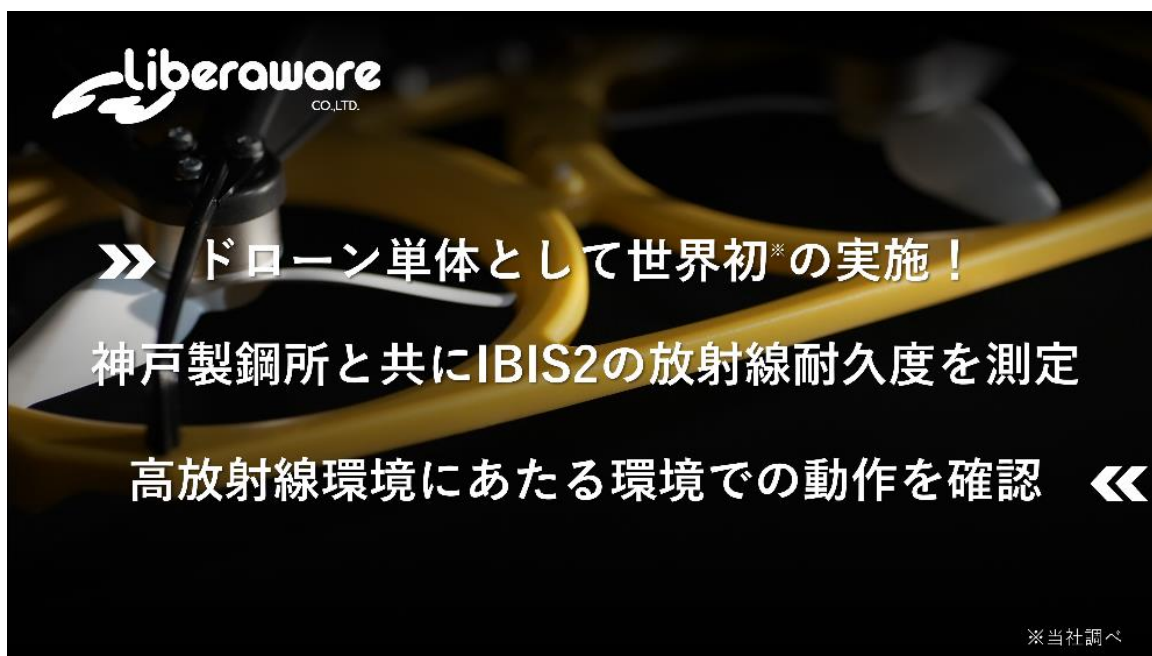 Liberaware
CO.,LTD.
» ドローン単体として世界初※の実施！
神戸製鋼所と共にIBIS2の放射線耐久度を測定
高放射線環境にあたる環境での動作を確認 «
※当社調べ